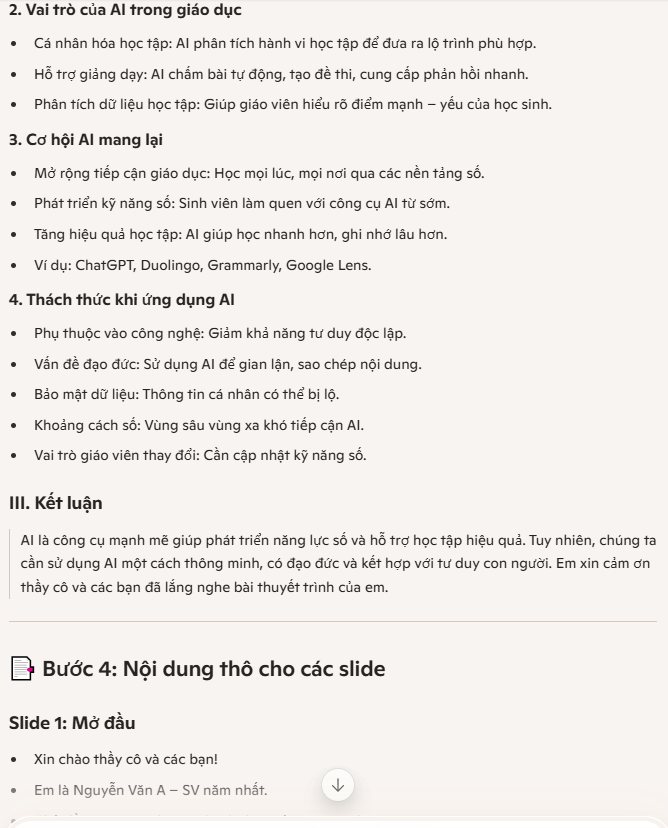 2. Vai trò của AI trong giáo dục
• Cá nhân hóa học tập: AI phân tích hành vi học tập để đưa ra lộ trình phù hợp.
• Hỗ trợ giảng dạy: AI chấm bài tự động, tạo đề thi, cung cấp phản hồi nhanh.
• Phân tích dữ liệu học tập: Giúp giáo viên hiểu rõ điểm mạnh – yếu của học sinh.
3. Cơ hội AI mang lại
• Mở rộng tiếp cận giáo dục: Học mọi lúc, mọi nơi qua các nền tảng số.
• Phát triển kỹ năng số: Sinh viên làm quen với công cụ AI từ sớm.
• Tăng hiệu quả học tập: AI giúp học nhanh hơn, ghi nhớ lâu hơn.
• Ví dụ: ChatGPT, Duolingo, Grammarly, Google Lens.
4. Thách thức khi ứng dụng AI
• Phụ thuộc vào công nghệ: Giảm khả năng tư duy độc lập.
• Vấn đề đạo đức: Sử dụng AI để gian lận, sao chép nội dung.
• Bảo mật dữ liệu: Thông tin cá nhân có thể bị lộ.
• Khoảng cách số: Vùng sâu vùng xa khó tiếp cận AI.
• Vai trò giáo viên thay đổi: Cần cập nhật kỹ năng số.
III. Kết luận
AI là công cụ mạnh mẽ giúp phát triển năng lực số và hỗ trợ học tập hiệu quả. Tuy nhiên, chúng ta
cần sử dụng AI một cách thông minh, có đạo đức và kết hợp với tư duy con người. Em xin cảm ơn
thầy cô và các bạn đã lắng nghe bài thuyết trình của em.
Bước 4: Nội dung thô cho các slide
Slide 1: Mở đầu
• Xin chào thầy cô và các bạn!
• Em là Nguyễn Văn A – SV năm nhất.